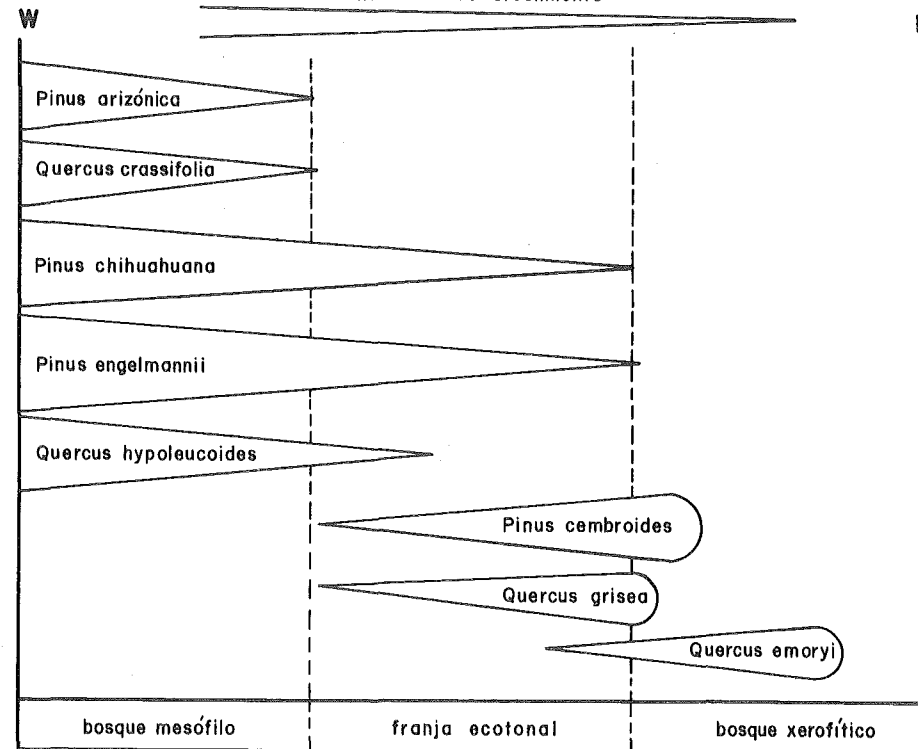 W
Pinus arizónica
Quercus crassifolia
Pinus chihuahuana
Pinus engelmannii
Quercus hypoleucoides
Pinus cembroides
Quercus grisea
Quercus emoryi
bosque mesófilo
franja ecotonal
bosque xerofítico